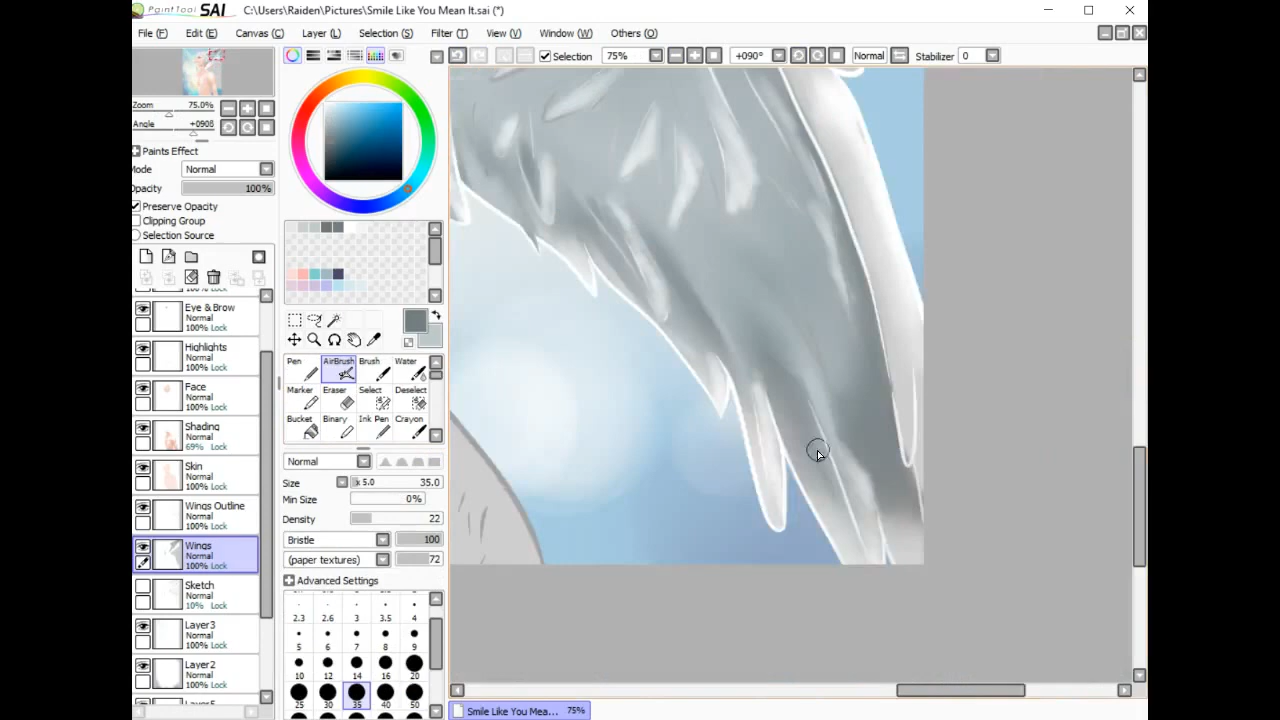 PaintTool SAI C:\Users\Raiden\Pictures\Smile Like You Mean It.sai (*)
File (F) Edit (E) Canvas (C) Layer (L) Selection (S) Filter (T) View (V) Window (W) Others (O)
Selection 75% +090° Normal Stabilizer 0
Zoom 75.0%
Angle +090ß
Paints Effect
Mode Normal
Opacity 100%
Preserve Opacity
Clipping Group
Selection Source
Eye & Brow
Normal
100% Lock
Highlights
Normal
100% Lock
Face
Normal
100% Lock
Shading
Normal
69% Lock
Skin
Normal
100% Lock
Wings Outline
Normal
100% Lock
Wings
Normal
100% Lock
Sketch
Normal
10% Lock
Layer3
Normal
100% Lock
Layer2
Normal
100% Lock
Pen AirBrush Brush Water
Marker Eraser Select Deselect
Bucket Binary Ink Pen Crayon
Normal
Size x 5.0 35.0
Min Size 0%
Density 22
Bristle 100
(paper textures) 72
Advanced Settings
2.3 2.6 3 3.5 4
5 6 7 8 9
10 12 14 16 20
25 30 35 40 50
Smile Like You Mea... 75%